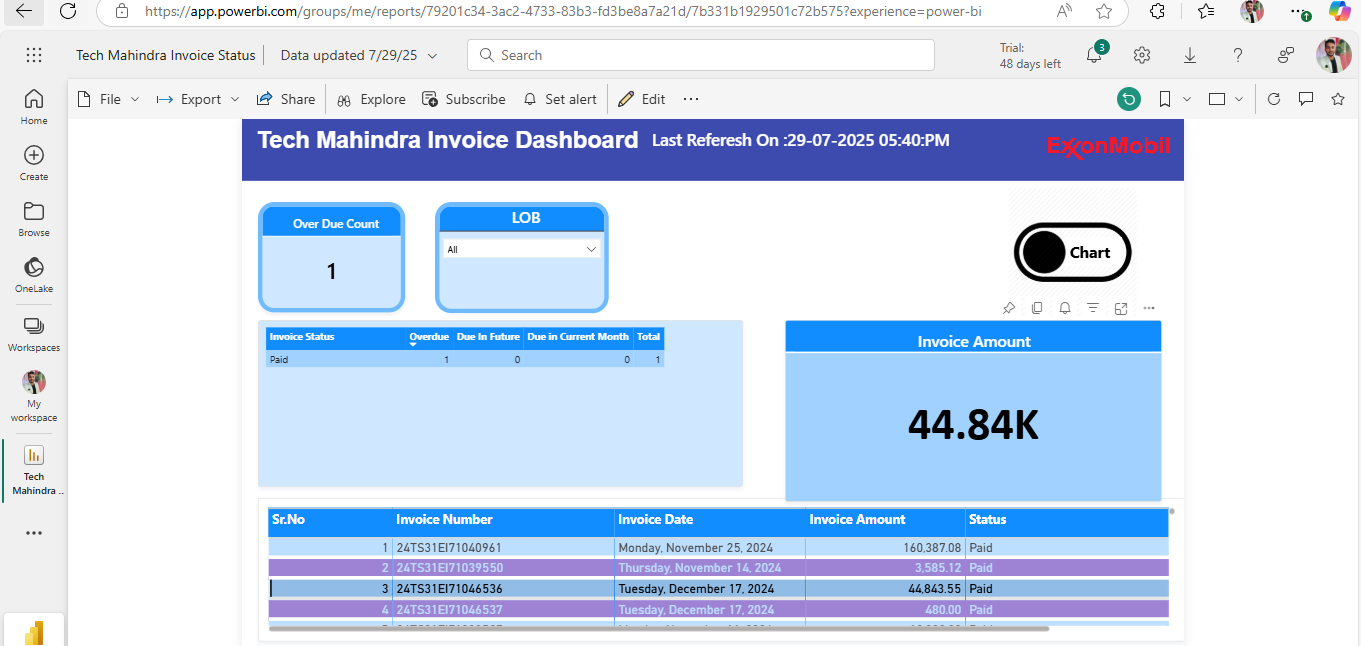 https://app.powerbi.com/groups/me/reports/79201c34-3ac2-4733-83b3-fd3be8a7a21d/7b331b1929501c72b575?experience=power-bi
Tech Mahindra Invoice Status
Data updated 7/29/25
Search
Trial:
48 days left
3
File
Export
Share
Explore
Subscribe
Set alert
Edit
Home
Create
Browse
OneLake
Workspaces
My
workspace
Tech
Mahindra ..
Tech Mahindra Invoice Dashboard Last Referesh On :29-07-2025 05:40:PM
ExxonMobil
Over Due Count
1
LOB
All
Chart
Invoice Status Overdue Due In Future Due in Current Month Total
Paid 1 0 0 1
Invoice Amount
44.84K
Sr.No Invoice Number Invoice Date Invoice Amount Status
1 24TS31EI71040961 Monday, November 25, 2024 160,387.08 Paid
2 24TS31EI71039550 Thursday, November 14, 2024 3,585.12 Paid
3 24TS31EI71046536 Tuesday, December 17, 2024 44,843.55 Paid
4 24TS31EI71046537 Tuesday, December 17, 2024 480.00 Paid